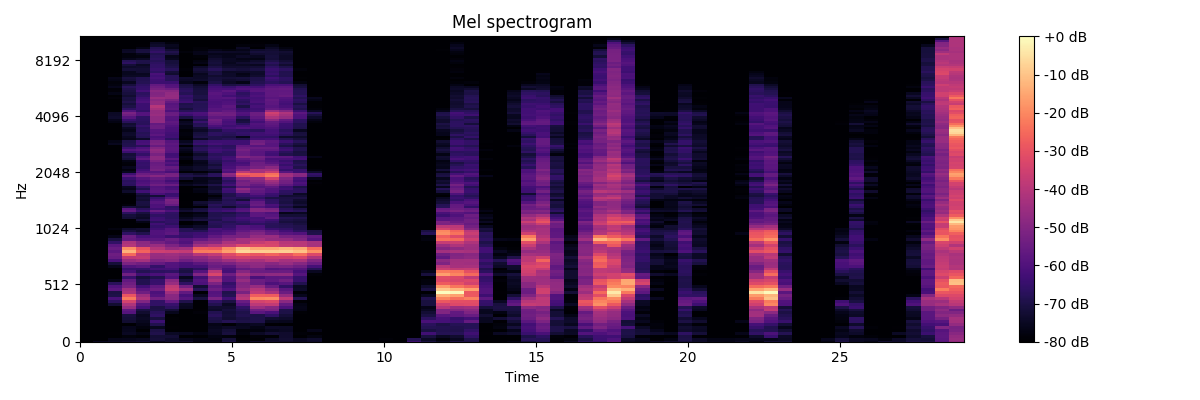 Mel spectrogram
+0 dB
8192
-10 dB
4096
-20 dB
-30 dB
2048
Hz
-40 dB
1024
-50 dB
-60 dB
512
-70 dB
0
-80 dB
0 5 10 15 20 25
Time